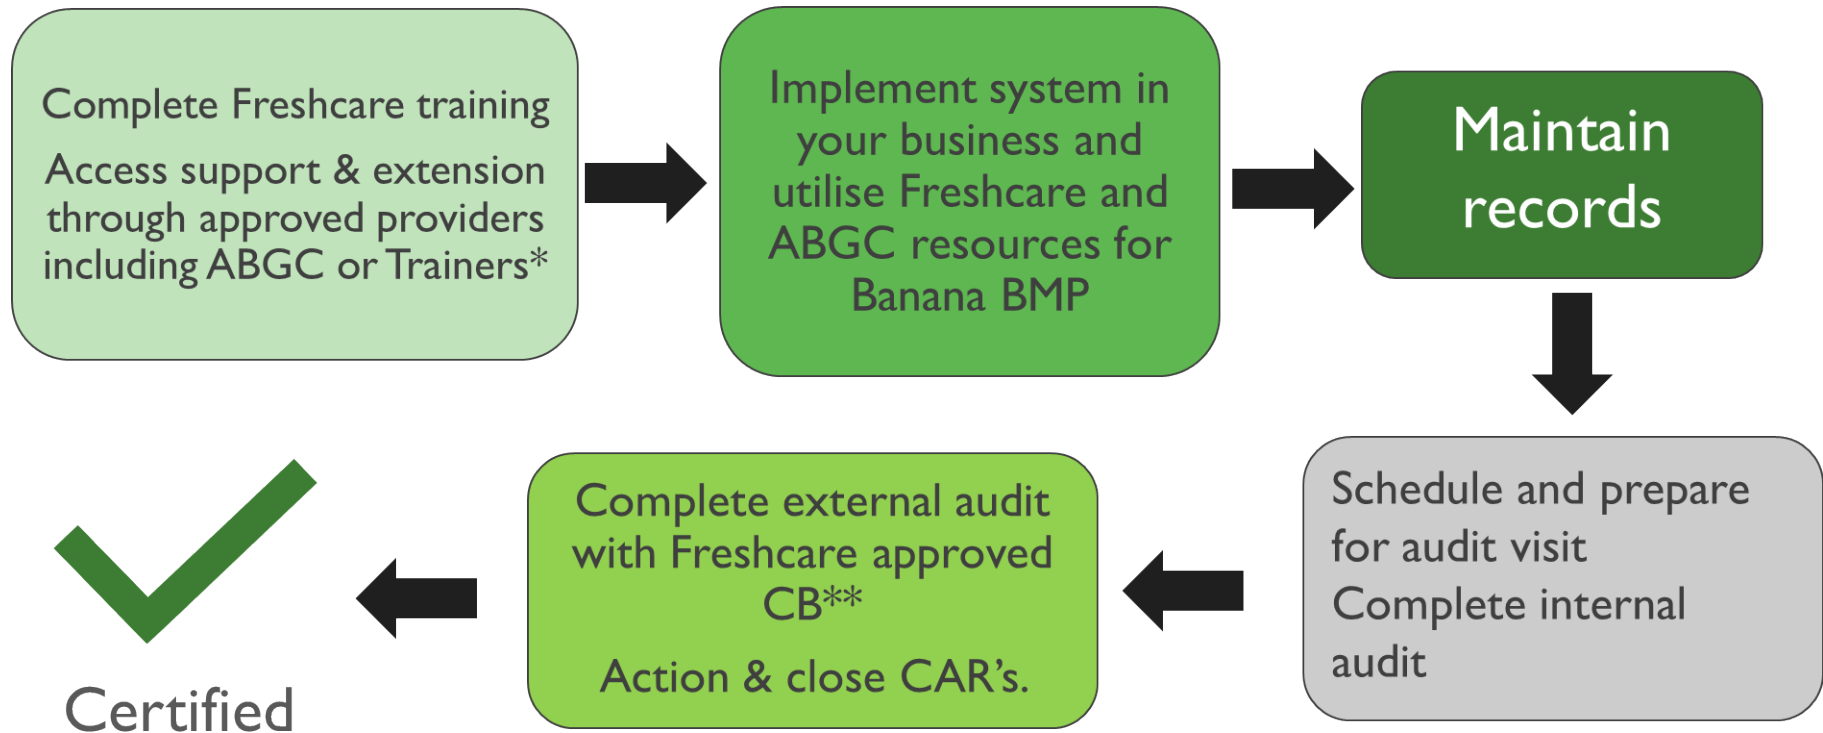 Complete Freshcare training
Access support & extension
through approved providers
including ABGC or Trainers*
Implement system in
your business and
utilise Freshcare and
ABGC resources for
Banana BMP
Maintain
records
Schedule and prepare
for audit visit
Complete internal
audit
Complete external audit
with Freshcare approved
CB**
Action & close CAR’s.
Certified